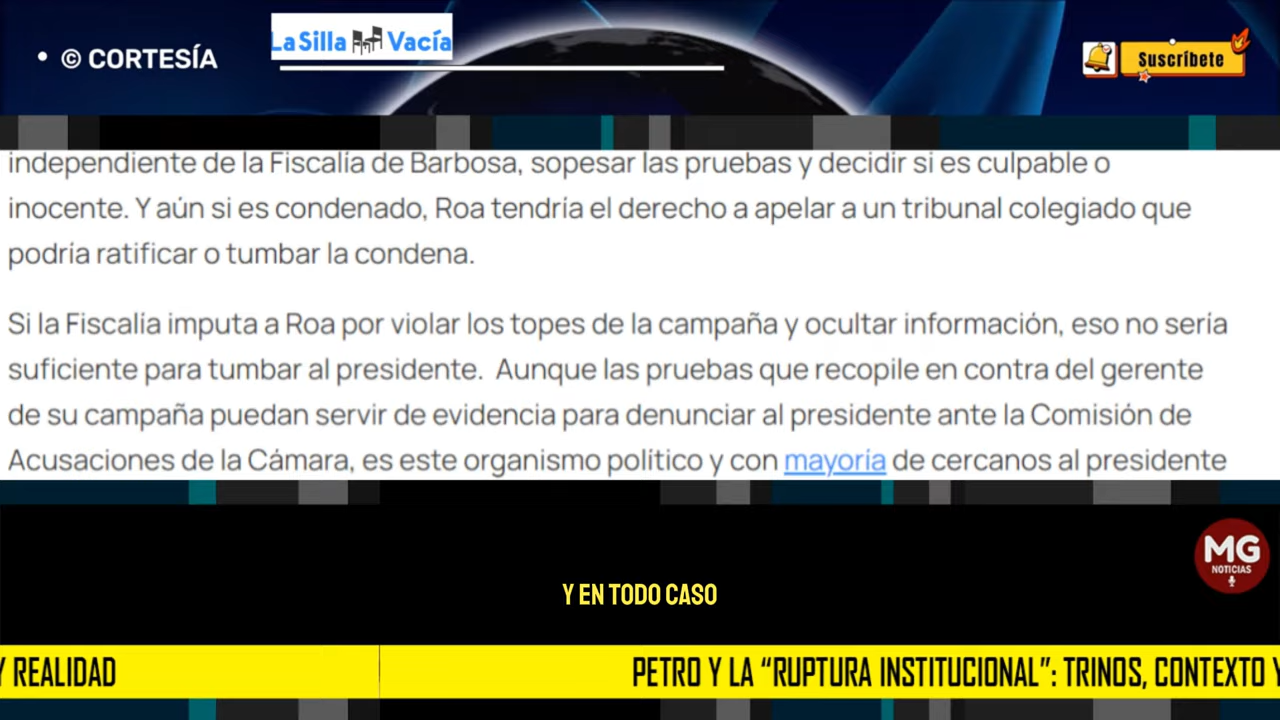 • © CORTESÍA
La Silla Vacía
Suscríbete
independiente de la Fiscalía de Barbosa, sopesar las pruebas y decidir si es culpable o
inocente. Y aún si es condenado, Roa tendría el derecho a apelar a un tribunal colegiado que
podría ratificar o tumbar la condena.
Si la Fiscalía imputa a Roa por violar los topes de la campaña y ocultar información, eso no sería
suficiente para tumbar al presidente.  Aunque las pruebas que recopile en contra del gerente
de su campaña puedan servir de evidencia para denunciar al presidente ante la Comisión de
Acusaciones de la Cámara, es este organismo político y con mayoría de cercanos al presidente
MG
NOTICIAS
Y EN TODO CASO
Y REALIDAD
PETRO Y LA “RUPTURA INSTITUCIONAL”: TRINOS, CONTEXTO Y